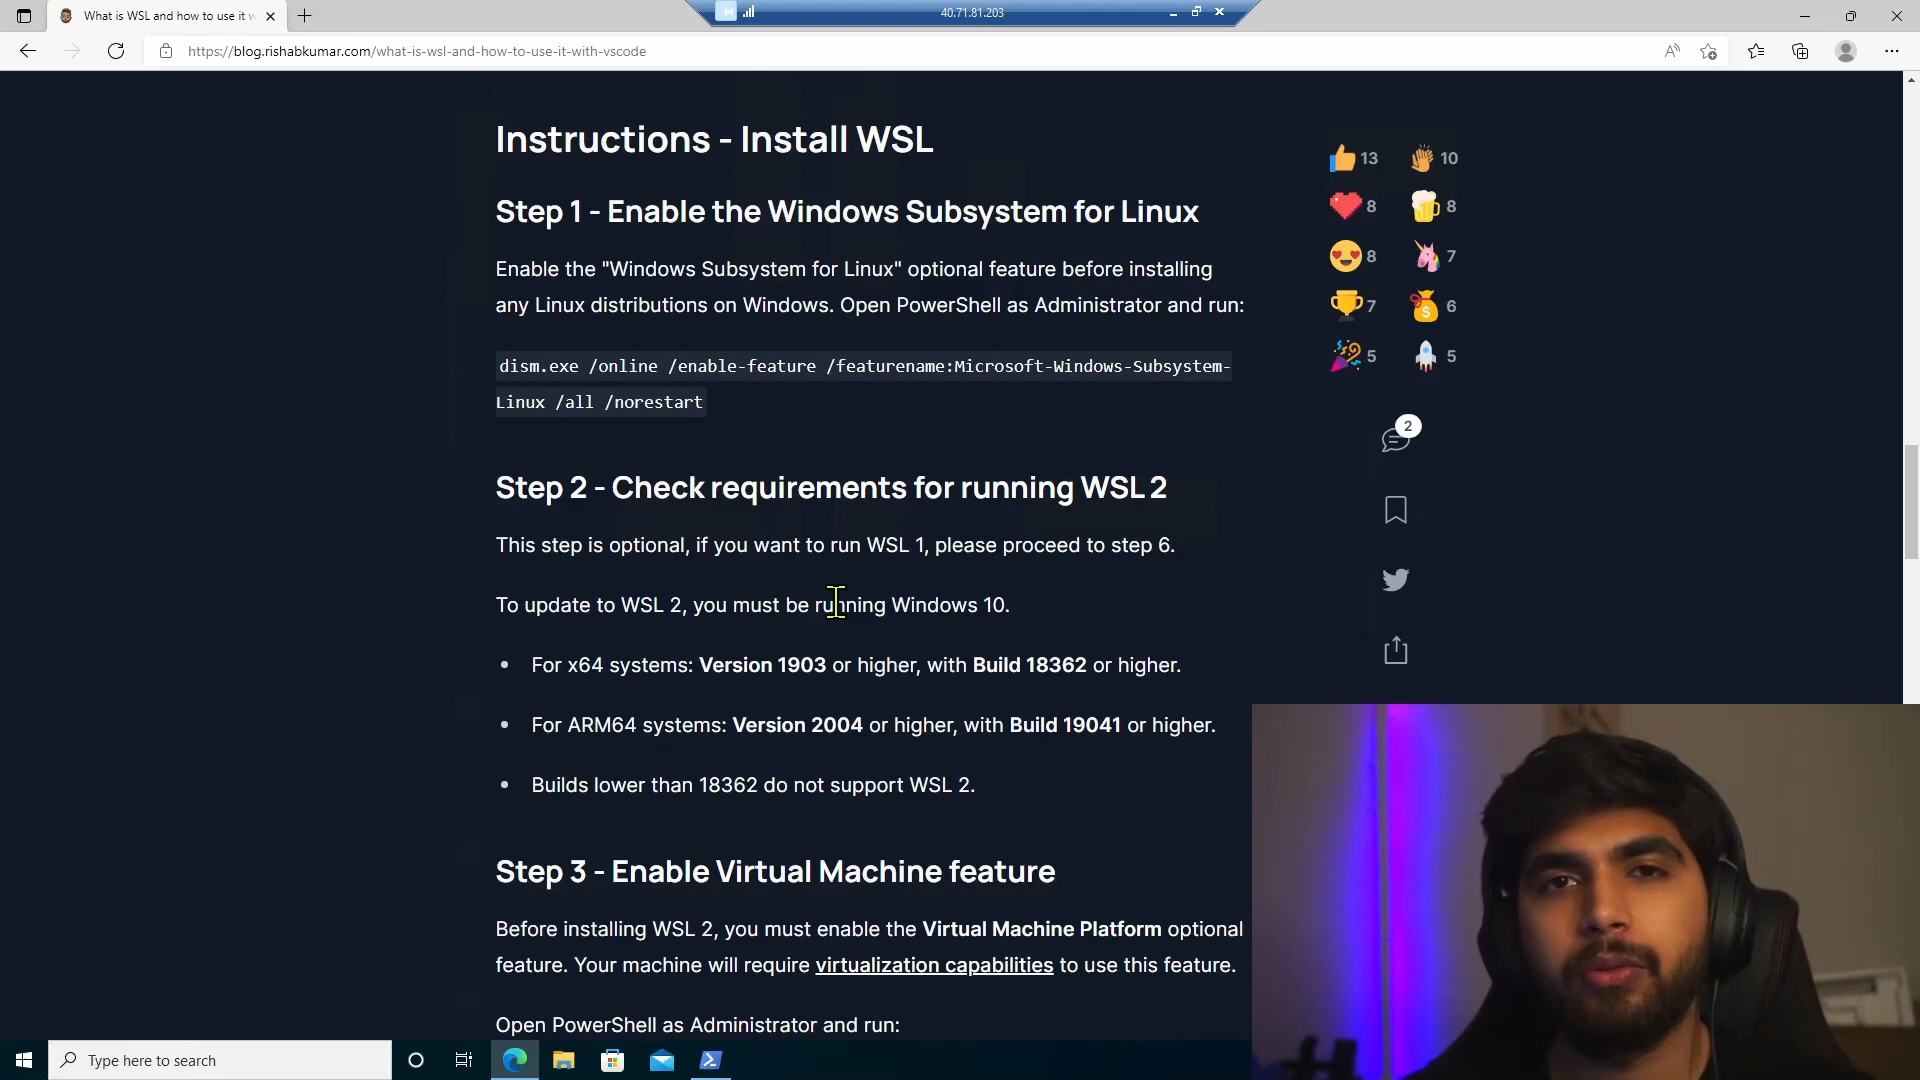 What is WSL and how to use it w
40.71.81.203
https://blog.rishabkumar.com/what-is-wsl-and-how-to-use-it-with-vscode
Instructions - Install WSL
Step 1 - Enable the Windows Subsystem for Linux
Enable the "Windows Subsystem for Linux" optional feature before installing
any Linux distributions on Windows. Open PowerShell as Administrator and run:
dism.exe /online /enable-feature /featurename:Microsoft-Windows-Subsystem-
Linux /all /norestart
Step 2 - Check requirements for running WSL 2
This step is optional, if you want to run WSL 1, please proceed to step 6.
To update to WSL 2, you must be running Windows 10.
• For x64 systems: Version 1903 or higher, with Build 18362 or higher.
• For ARM64 systems: Version 2004 or higher, with Build 19041 or higher.
• Builds lower than 18362 do not support WSL 2.
Step 3 - Enable Virtual Machine feature
Before installing WSL 2, you must enable the Virtual Machine Platform optional
feature. Your machine will require virtualization capabilities to use this feature.
Open PowerShell as Administrator and run:
13 10
8 8
8 7
7 6
5 5
2
Type here to search